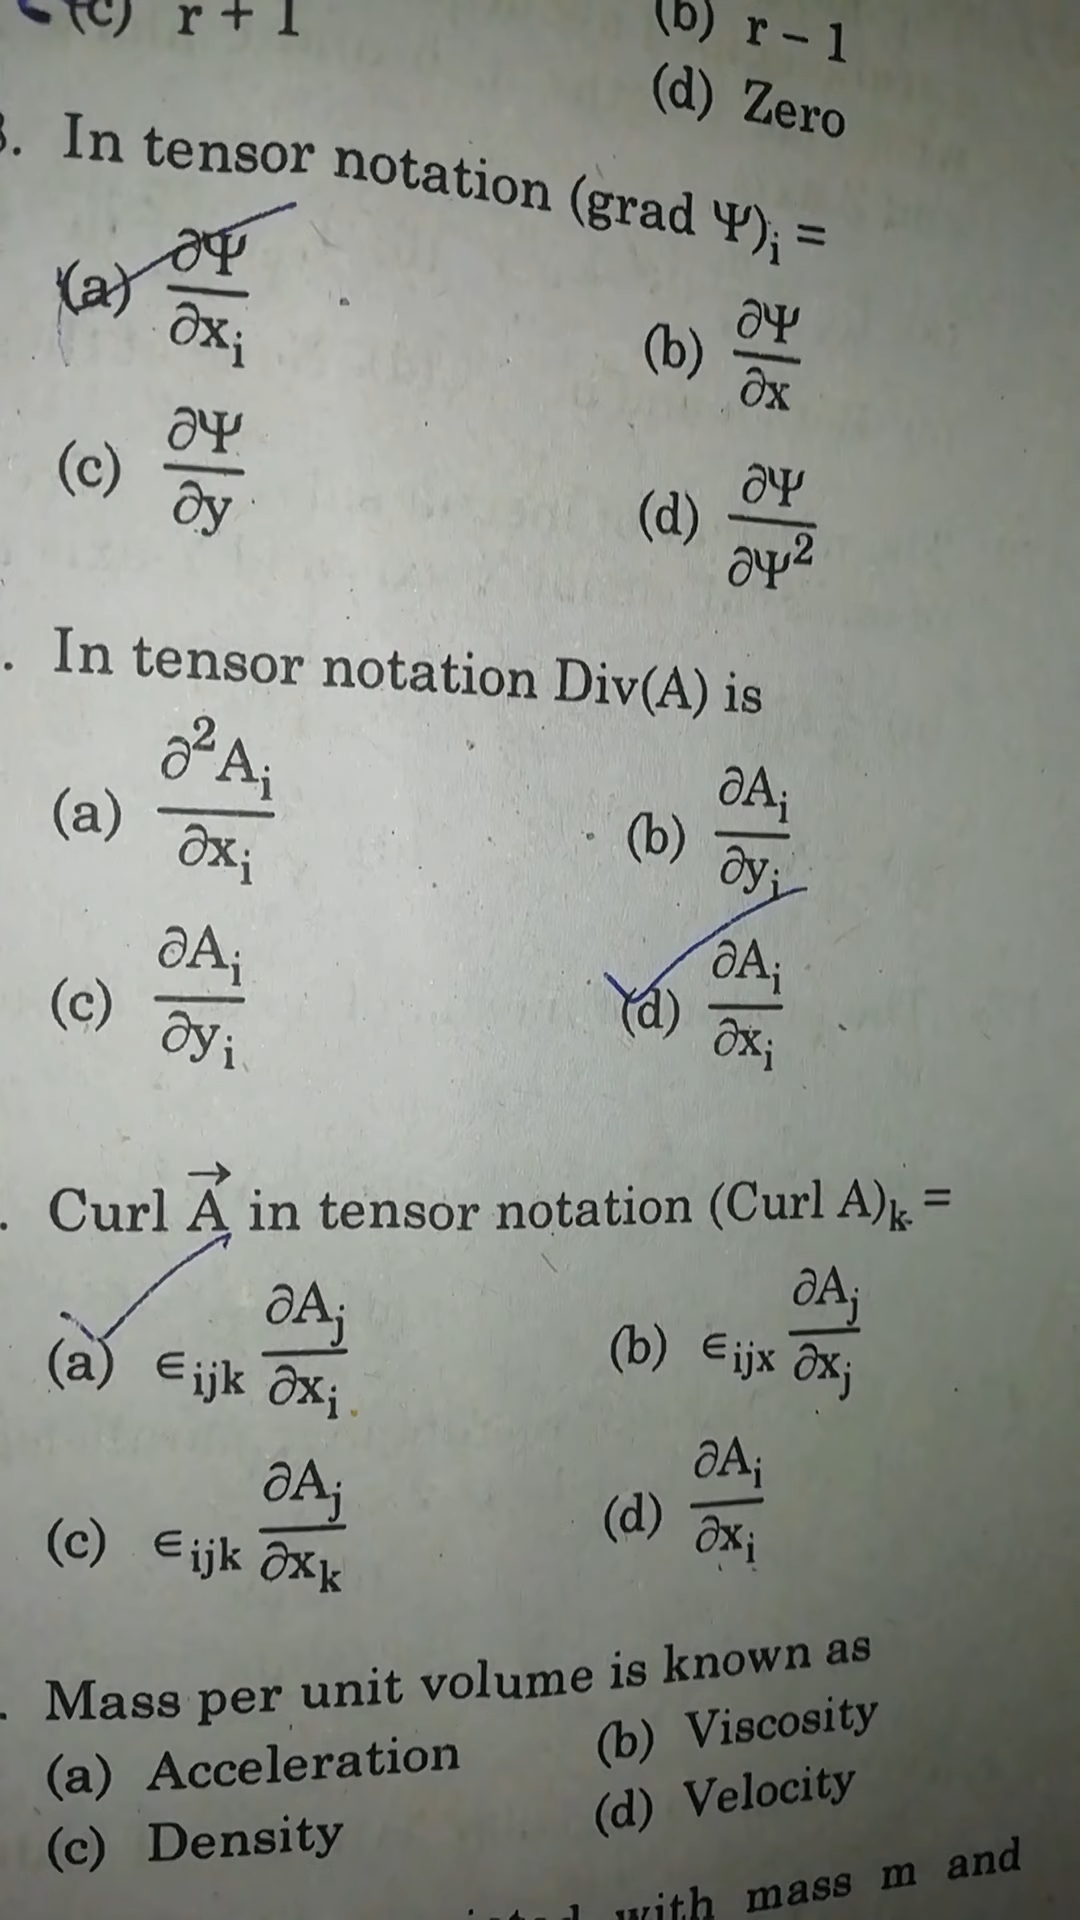 (c) r + 1 (b) r – 1
(d) Zero
3. In tensor notation (grad Ψ)i =
(a) ∂Ψ/∂xi (b) ∂Ψ/∂x
(c) ∂Ψ/∂y (d) ∂Ψ/∂Ψ²
. In tensor notation Div(A) is
(a) ∂²Ai/∂xi (b) ∂Ai/∂yi
(c) ∂Ai/∂yi (d) ∂Ai/∂xi
. Curl A⃗ in tensor notation (Curl A)k =
(a) ∈ijk ∂Aj/∂xi (b) ∈ijx ∂Aj/∂xj
(c) ∈ijk ∂Aj/∂xk (d) ∂Ai/∂xi
. Mass per unit volume is known as
(a) Acceleration (b) Viscosity
(c) Density (d) Velocity
with mass m and